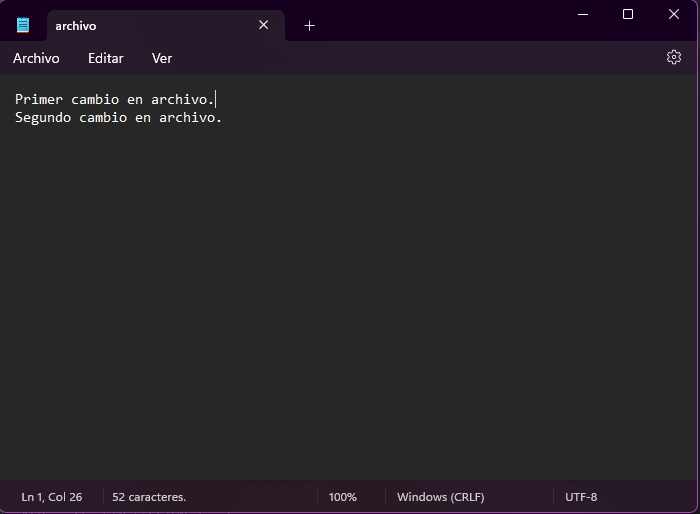 archivo
Archivo Editar Ver
Primer cambio en archivo.
Segundo cambio en archivo.
Ln 1, Col 26 52 caracteres. 100% Windows (CRLF) UTF-8